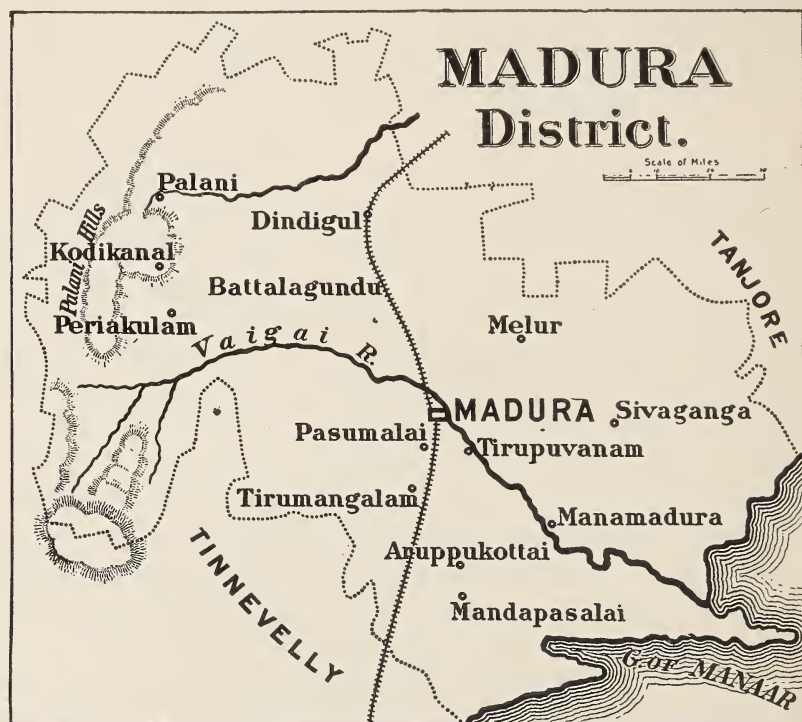 MADURA
District.
Scale of Miles
Palani
Palani Hills
Dindigul
Kodikanal
TANJORE
Battalagundu
Periakulam
Melur
Vaigai R.
MADURA
Sivaganga
Pasumalai
Tirupuvanam
Tirumangalam
Manamadura
TINNEVELLY
Aruppukottai
Mandapasalai
G. OF MANAAR